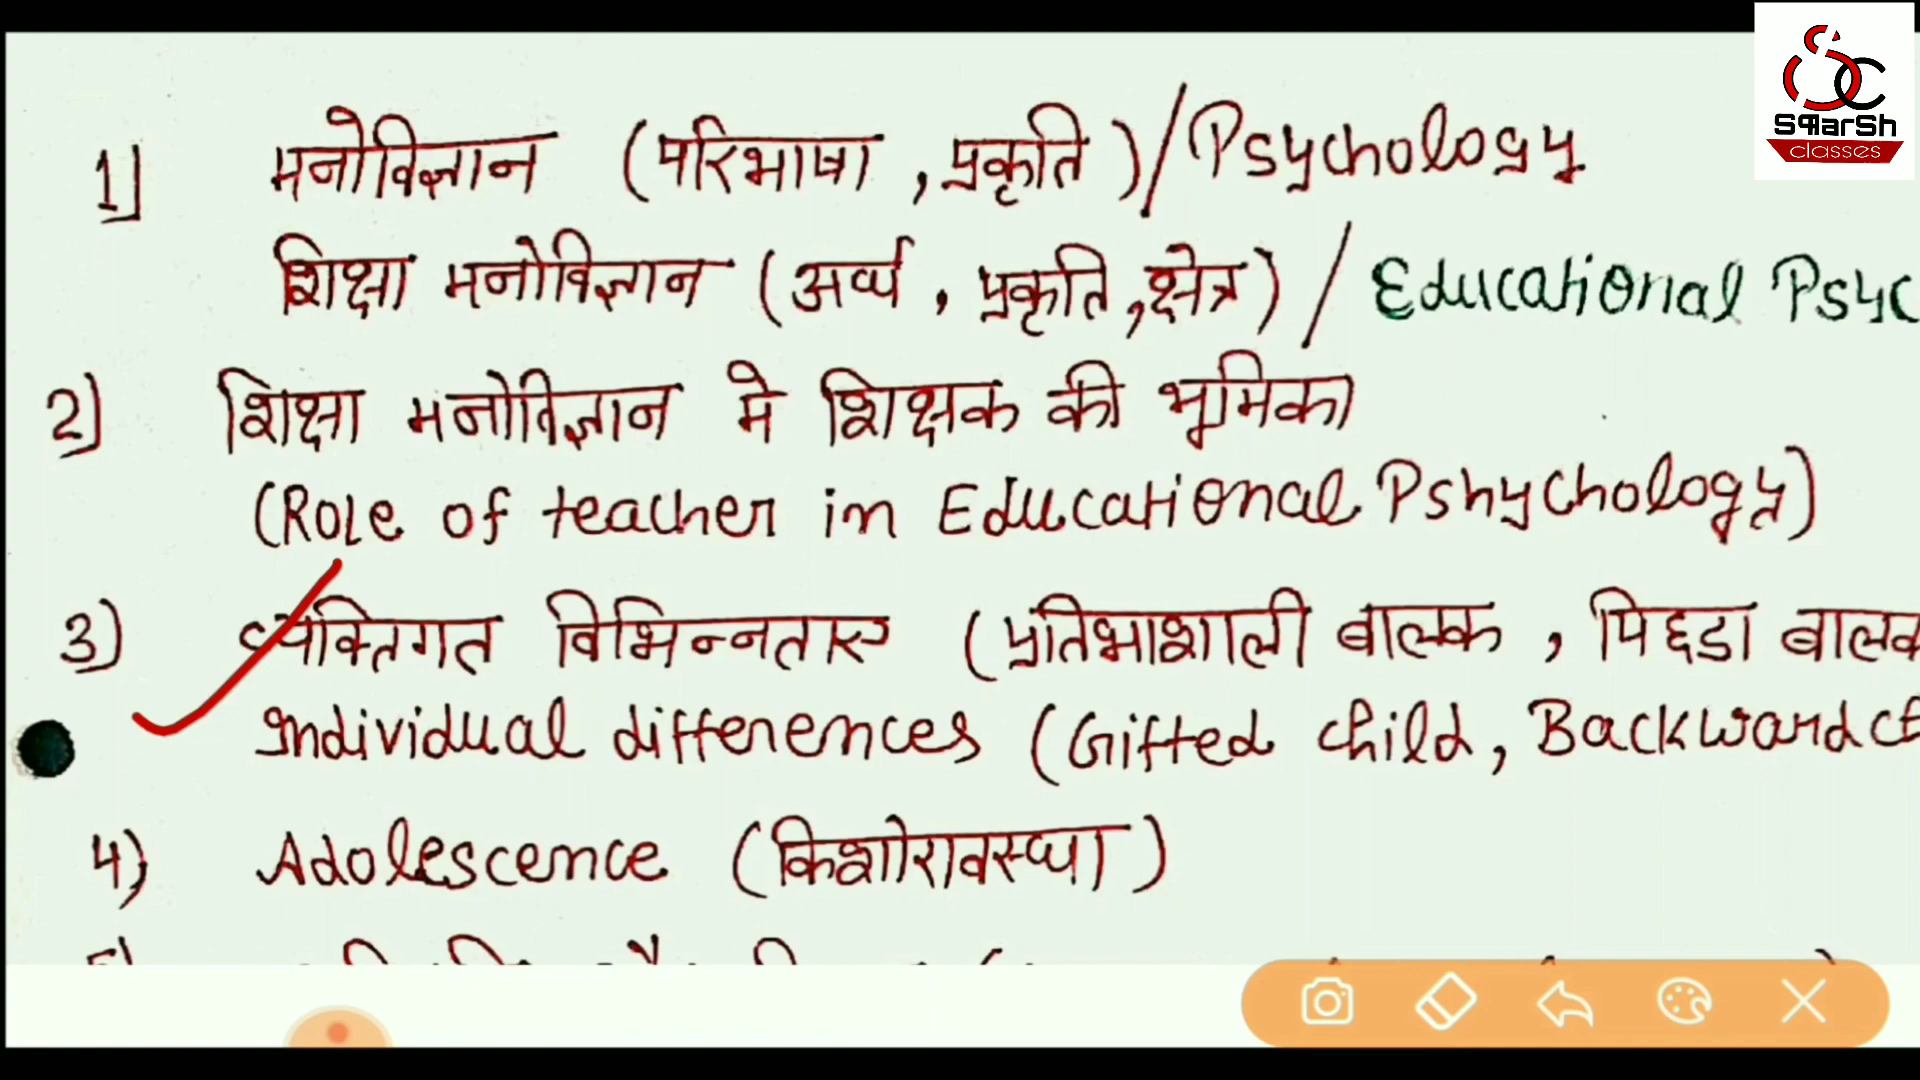 SqarSh
classes
1) मनोविज्ञान (परिभाषा, प्रकृति) / Psychology
शिक्षा मनोविज्ञान (अर्थ, प्रकृति, क्षेत्र) / Educational Psyc
2) शिक्षा मनोविज्ञान मे शिक्षक की भूमिका
(Role of teacher in Educational Pshychology)
3) व्यक्तिगत विभिन्नताए (प्रतिभाशाली बालक, पिछडा बालक
Individual differences (Gifted child, Backward
4) Adolescence (किशोरावस्था)